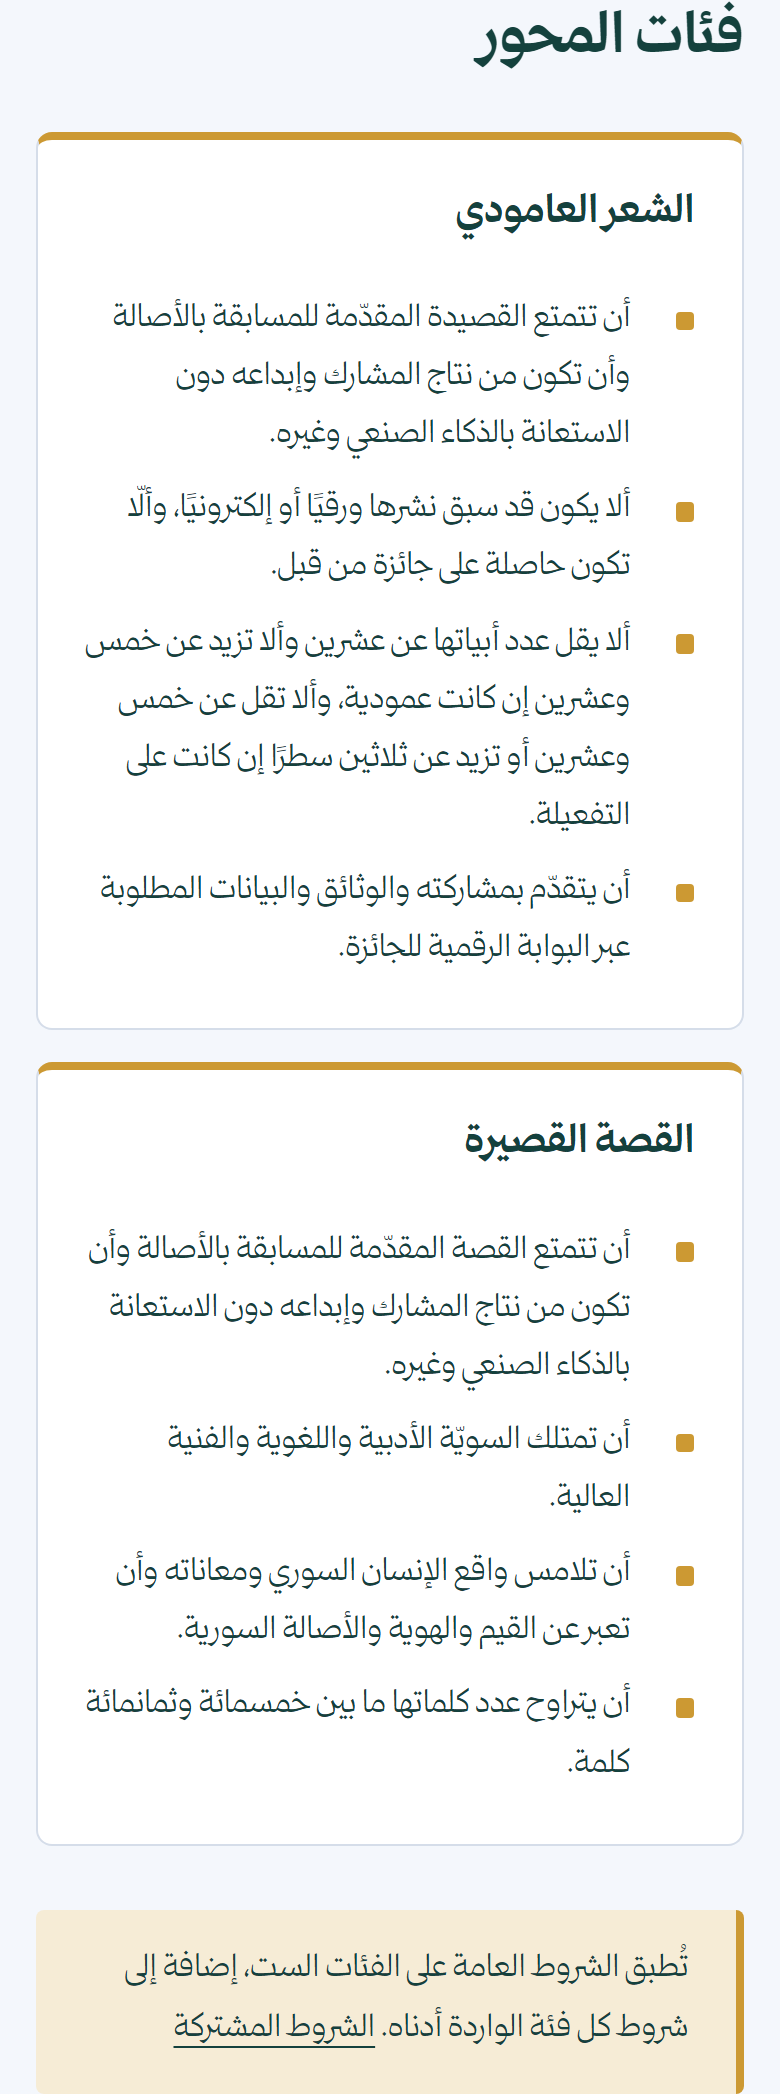 فئات المحور
الشعر العامودي
أن تتمتع القصيدة المقدّمة للمسابقة بالأصالة
وأن تكون من نتاج المشارك وإبداعه دون
الاستعانة بالذكاء الصنعي وغيره.
ألا يكون قد سبق نشرها ورقيًا أو إلكترونيًا، وألّا
تكون حاصلة على جائزة من قبل.
ألا يقل عدد أبياتها عن عشرين وألا تزيد عن خمس
وعشرين إن كانت عمودية، وألا تقل عن خمس
وعشرين أو تزيد عن ثلاثين سطرًا إن كانت على
التفعيلة.
أن يتقدّم بمشاركته والوثائق والبيانات المطلوبة
عبر البوابة الرقمية للجائزة.
القصة القصيرة
أن تتمتع القصة المقدّمة للمسابقة بالأصالة وأن
تكون من نتاج المشارك وإبداعه دون الاستعانة
بالذكاء الصنعي وغيره.
أن تمتلك السويّة الأدبية واللغوية والفنية
العالية.
أن تلامس واقع الإنسان السوري ومعاناته وأن
تعبر عن القيم والهوية والأصالة السورية.
أن يتراوح عدد كلماتها ما بين خمسمائة وثمانمائة
كلمة.
تُطبق الشروط العامة على الفئات الست، إضافة إلى
شروط كل فئة الواردة أدناه. الشروط المشتركة